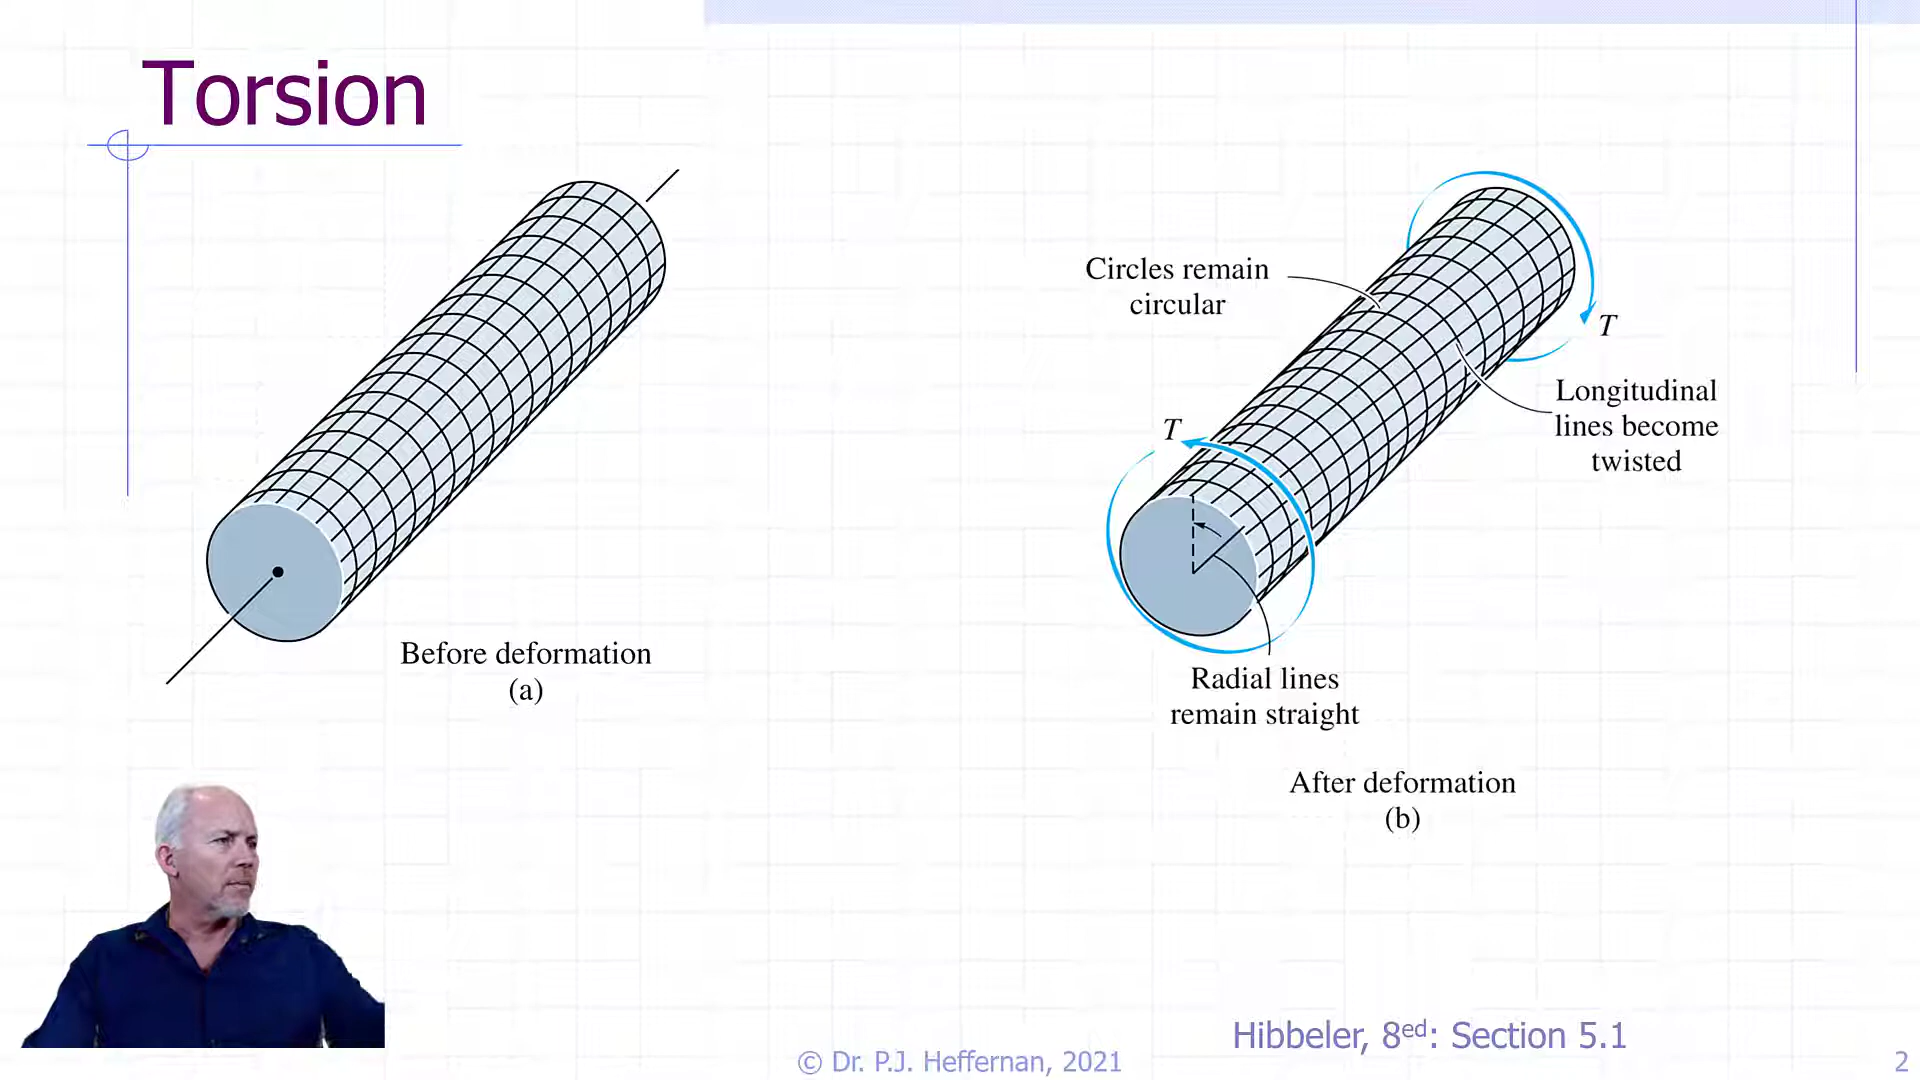 Torsion
Circles remain
circular
T
Longitudinal
lines become
twisted
T
Before deformation
(a)
Radial lines
remain straight
After deformation
(b)
Hibbeler, 8ed: Section 5.1
© Dr. P.J. Heffernan, 2021
2